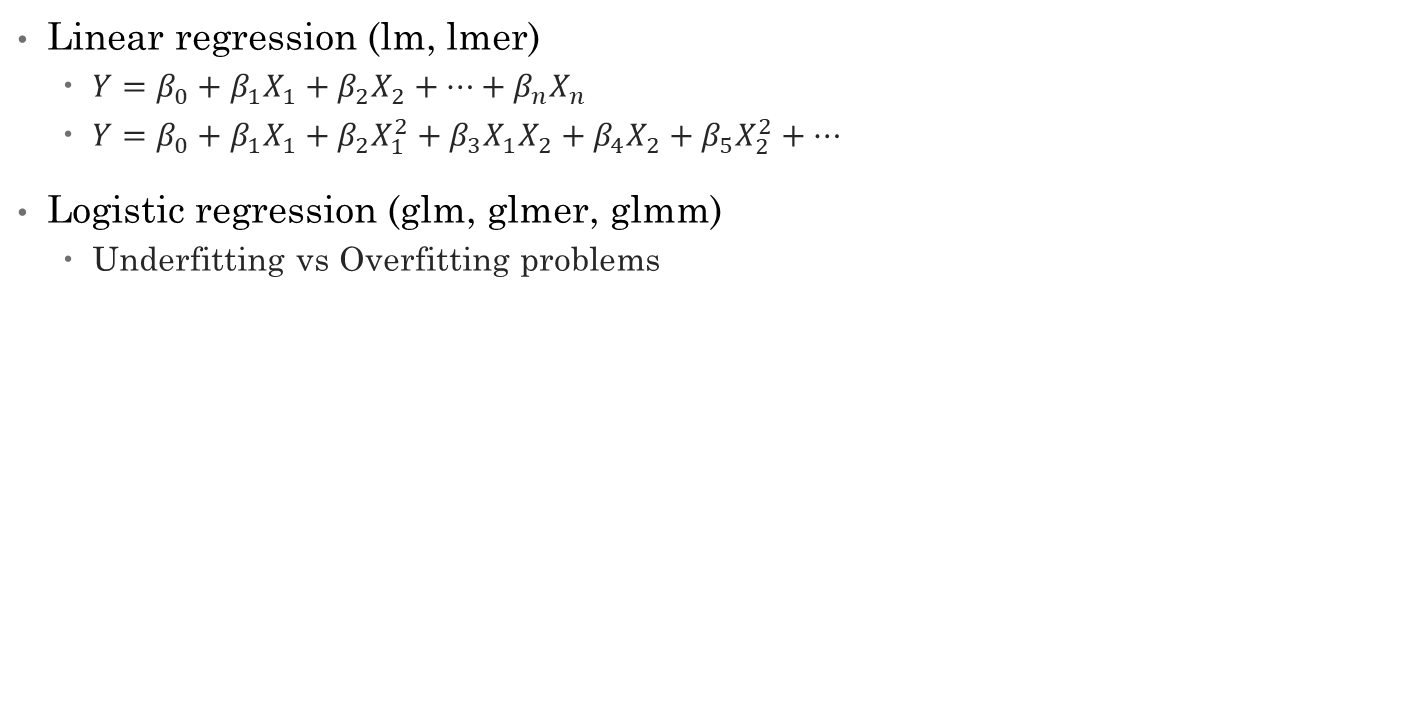 • Linear regression (lm, lmer)
• Y = β₀ + β₁X₁ + β₂X₂ + ⋯ + βₙXₙ
• Y = β₀ + β₁X₁ + β₂X₁² + β₃X₁X₂ + β₄X₂ + β₅X₂² + ⋯
• Logistic regression (glm, glmer, glmm)
• Underfitting vs Overfitting problems